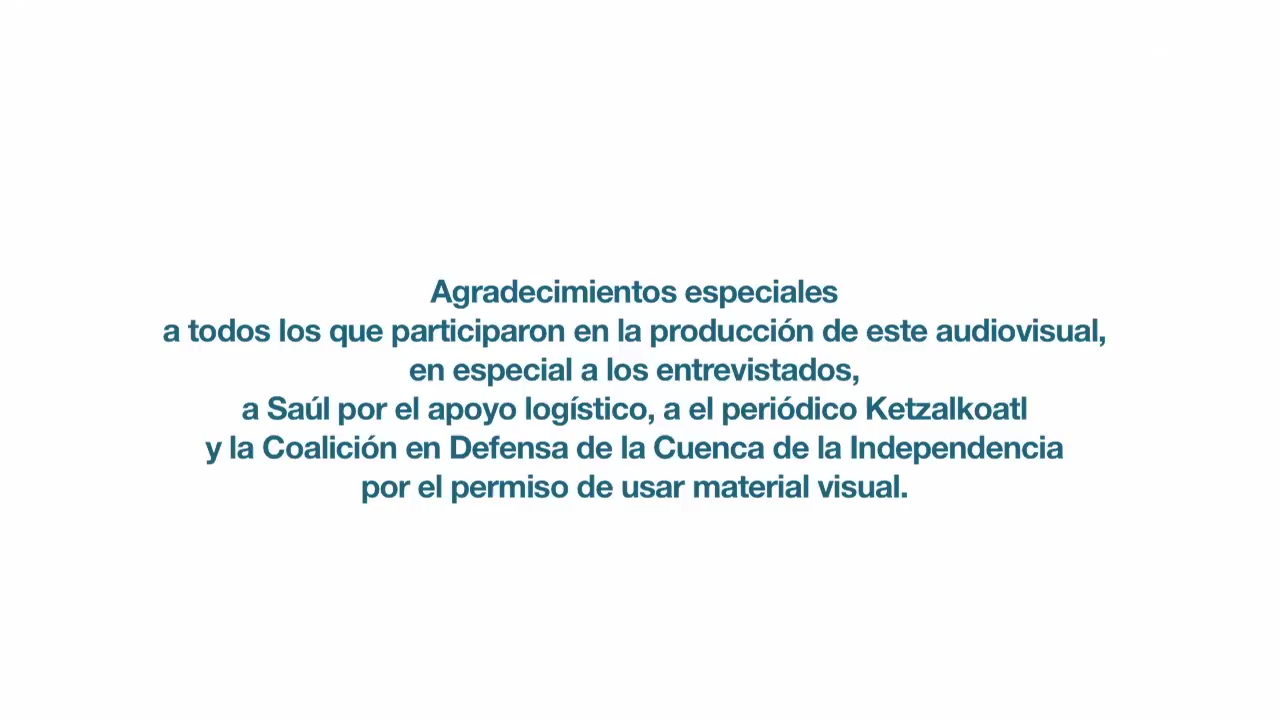 Agradecimientos especiales
a todos los que participaron en la producción de este audiovisual,
en especial a los entrevistados,
a Saúl por el apoyo logístico, a el periódico Ketzalkoatl
y la Coalición en Defensa de la Cuenca de la Independencia
por el permiso de usar material visual.